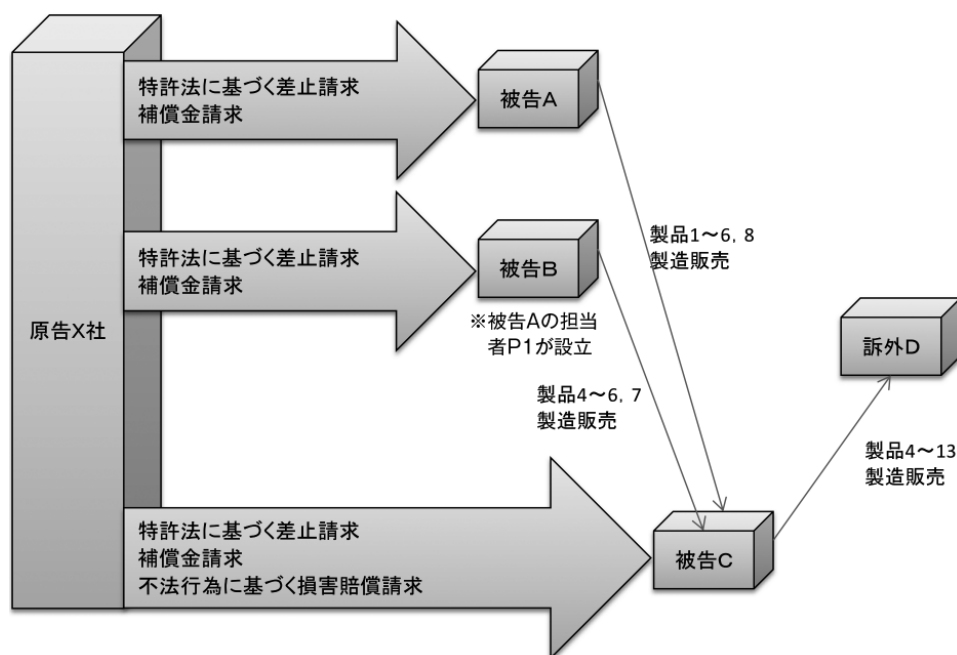 特許法に基づく差止請求
補償金請求
被告A
製品1〜6, 8
製造販売
特許法に基づく差止請求
補償金請求
被告B
※被告Aの担当
者P1が設立
原告X社
訴外D
製品4〜6, 7
製造販売
製品4〜13
製造販売
特許法に基づく差止請求
補償金請求
不法行為に基づく損害賠償請求
被告C